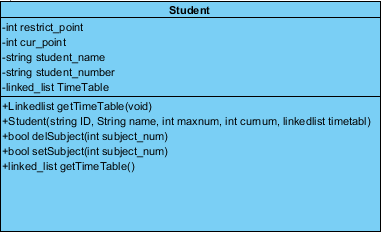 Student
-int restrict_point
-int cur_point
-string student_name
-string student_number
-linked_list TimeTable
+Linkedlist getTimeTable(void)
+Student(string ID, String name, int maxnum, int curnum, linkedlist timetabl)
+bool delSubject(int subject_num)
+bool setSubject(int subject_num)
+linked_list getTimeTable()